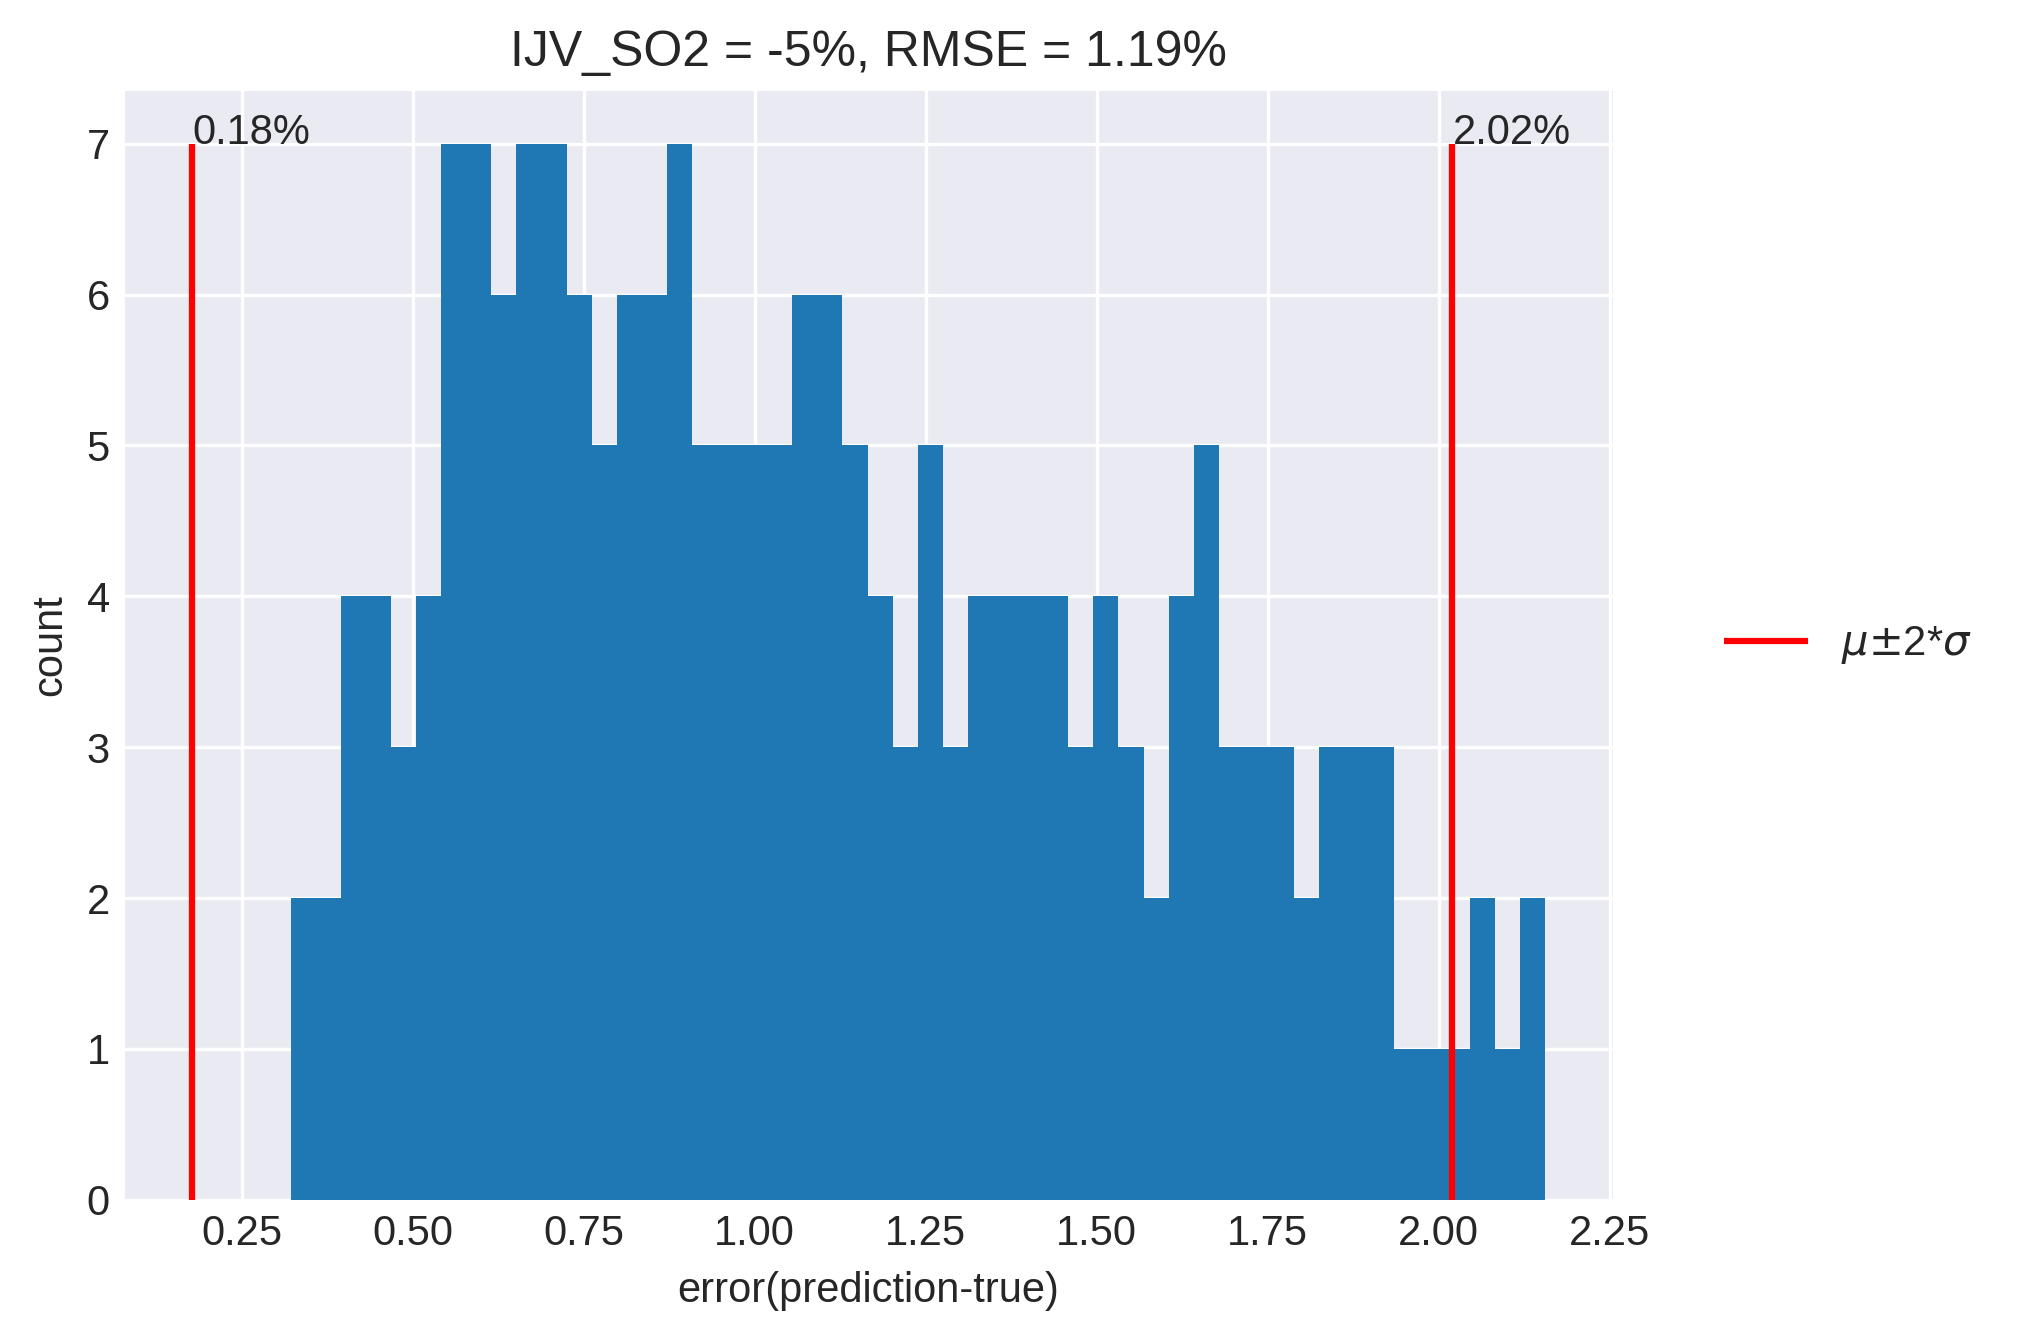 IJV_SO2 = -5%, RMSE = 1.19%
0.18%
2.02%
7
6
5
4
3
2
1
0
count
μ±2*σ
0.25 0.50 0.75 1.00 1.25 1.50 1.75 2.00 2.25
error(prediction-true)